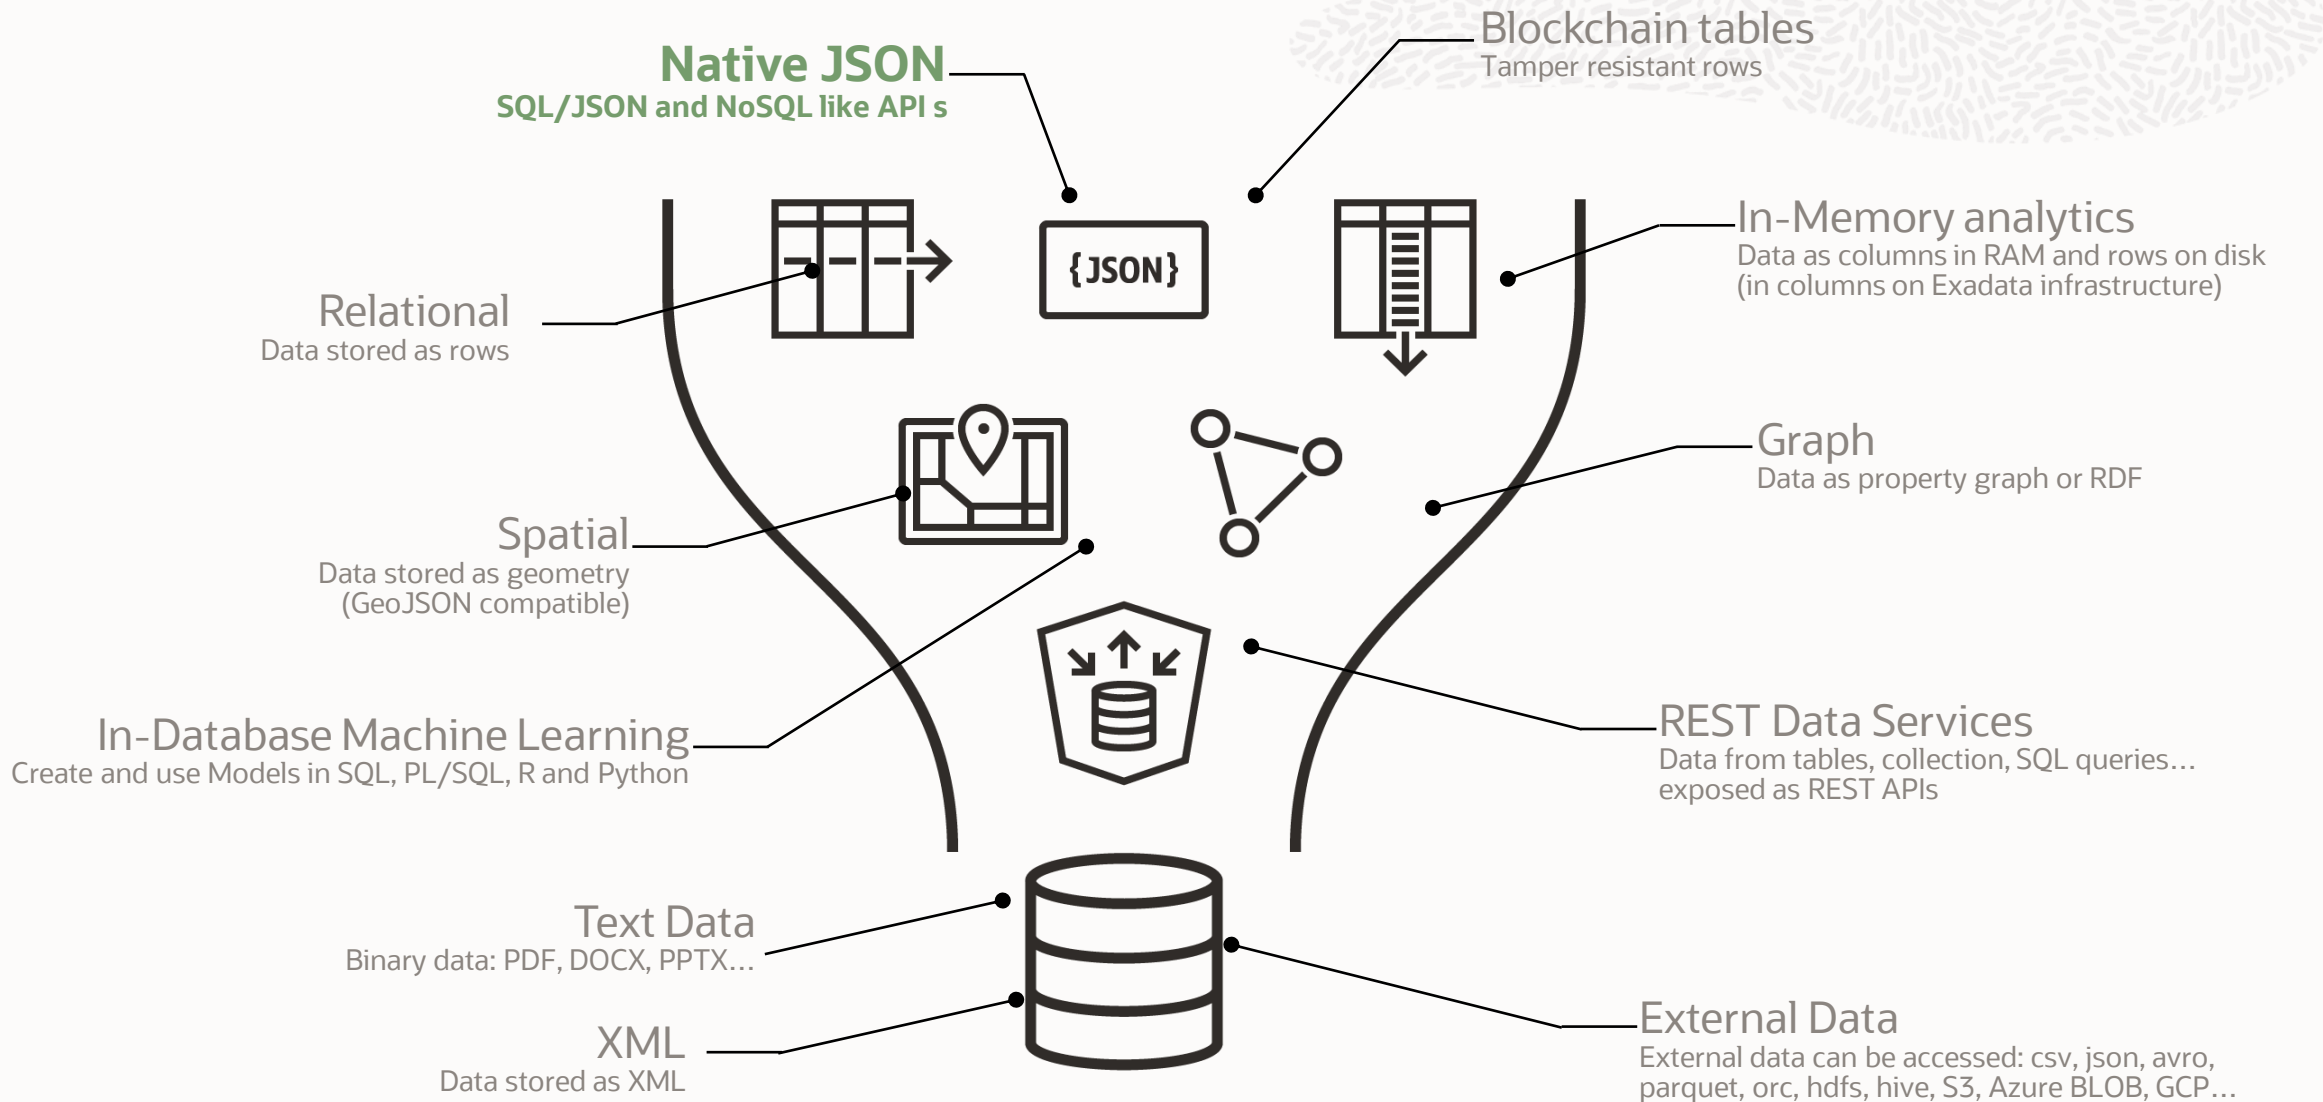 Native JSON
SQL/JSON and NoSQL like API s
Blockchain tables
Tamper resistant rows
{JSON}
In-Memory analytics
Data as columns in RAM and rows on disk
(in columns on Exadata infrastructure)
Relational
Data stored as rows
Graph
Data as property graph or RDF
Spatial
Data stored as geometry
(GeoJSON compatible)
In-Database Machine Learning
Create and use Models in SQL, PL/SQL, R and Python
REST Data Services
Data from tables, collection, SQL queries...
exposed as REST APIs
Text Data
Binary data: PDF, DOCX, PPTX...
XML
Data stored as XML
External Data
External data can be accessed: csv, json, avro,
parquet, orc, hdfs, hive, S3, Azure BLOB, GCP...